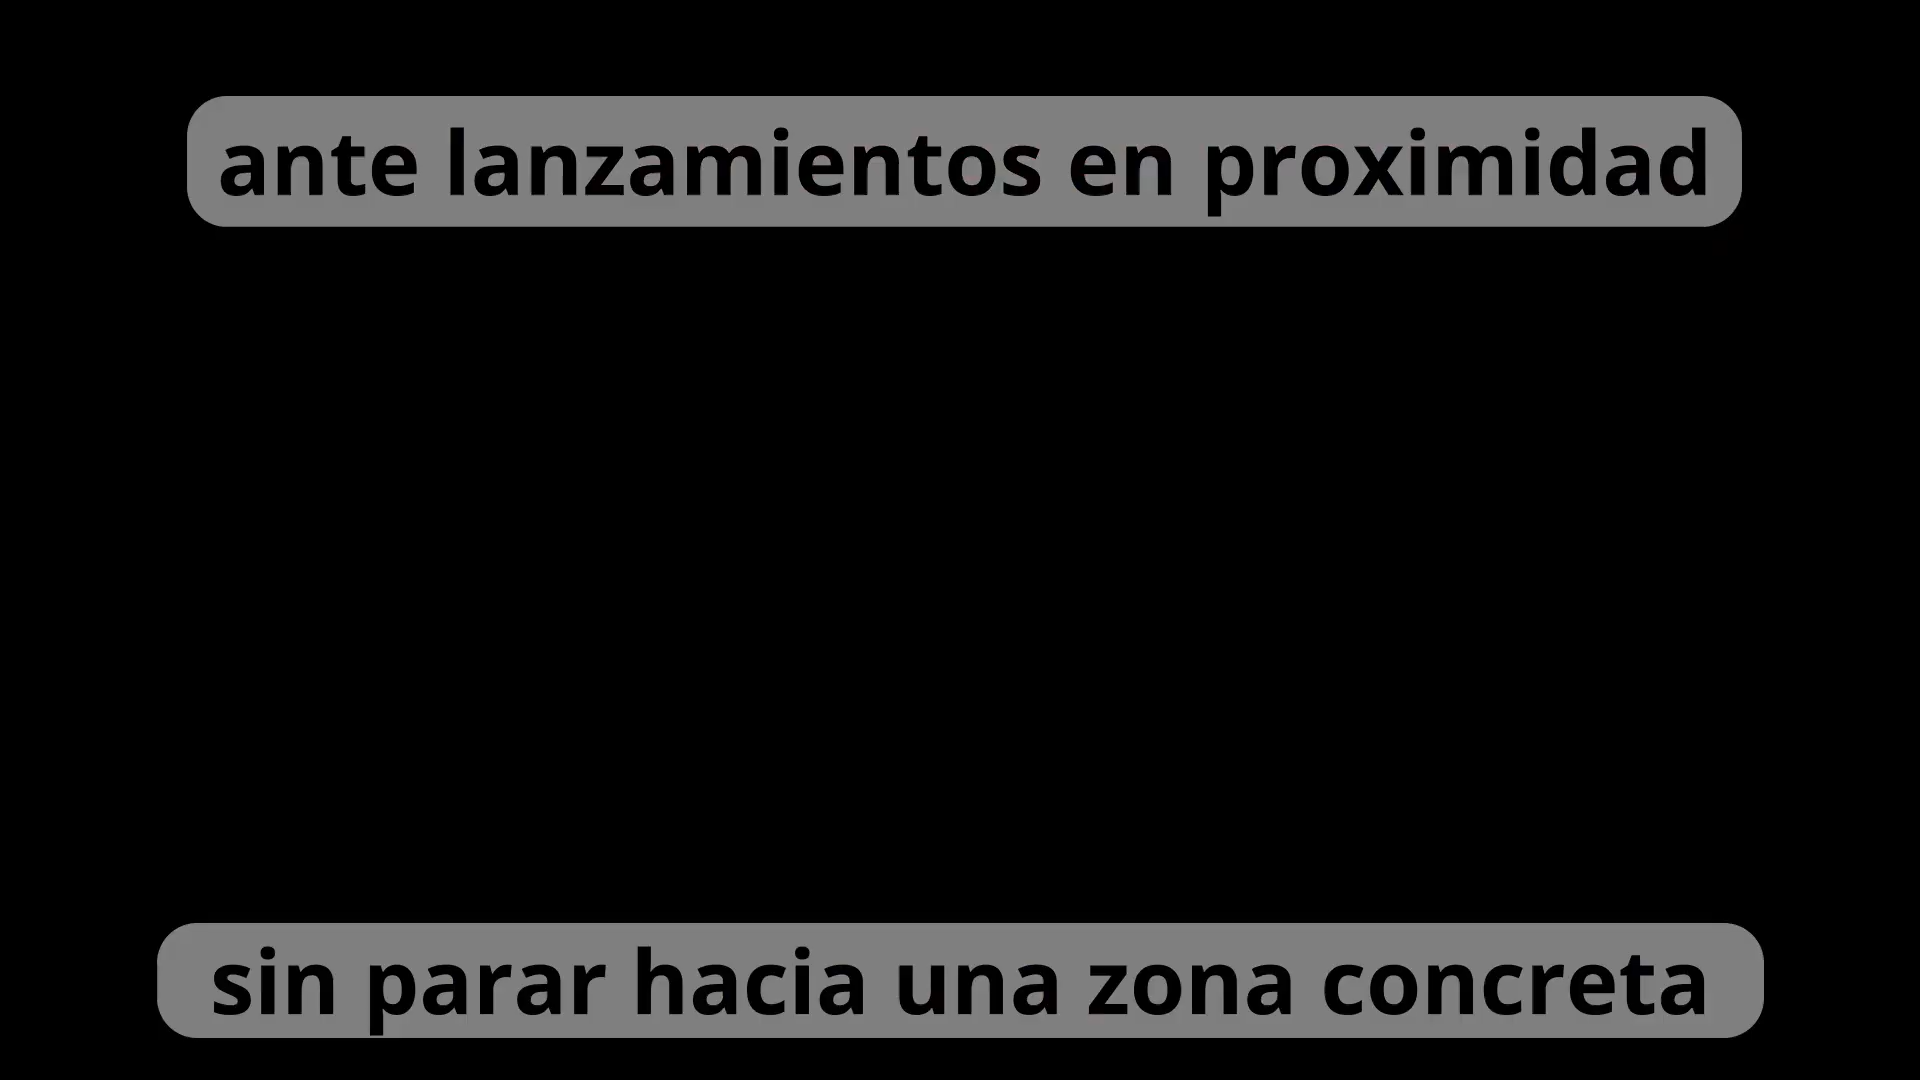 ante lanzamientos en proximidad
sin parar hacia una zona concreta